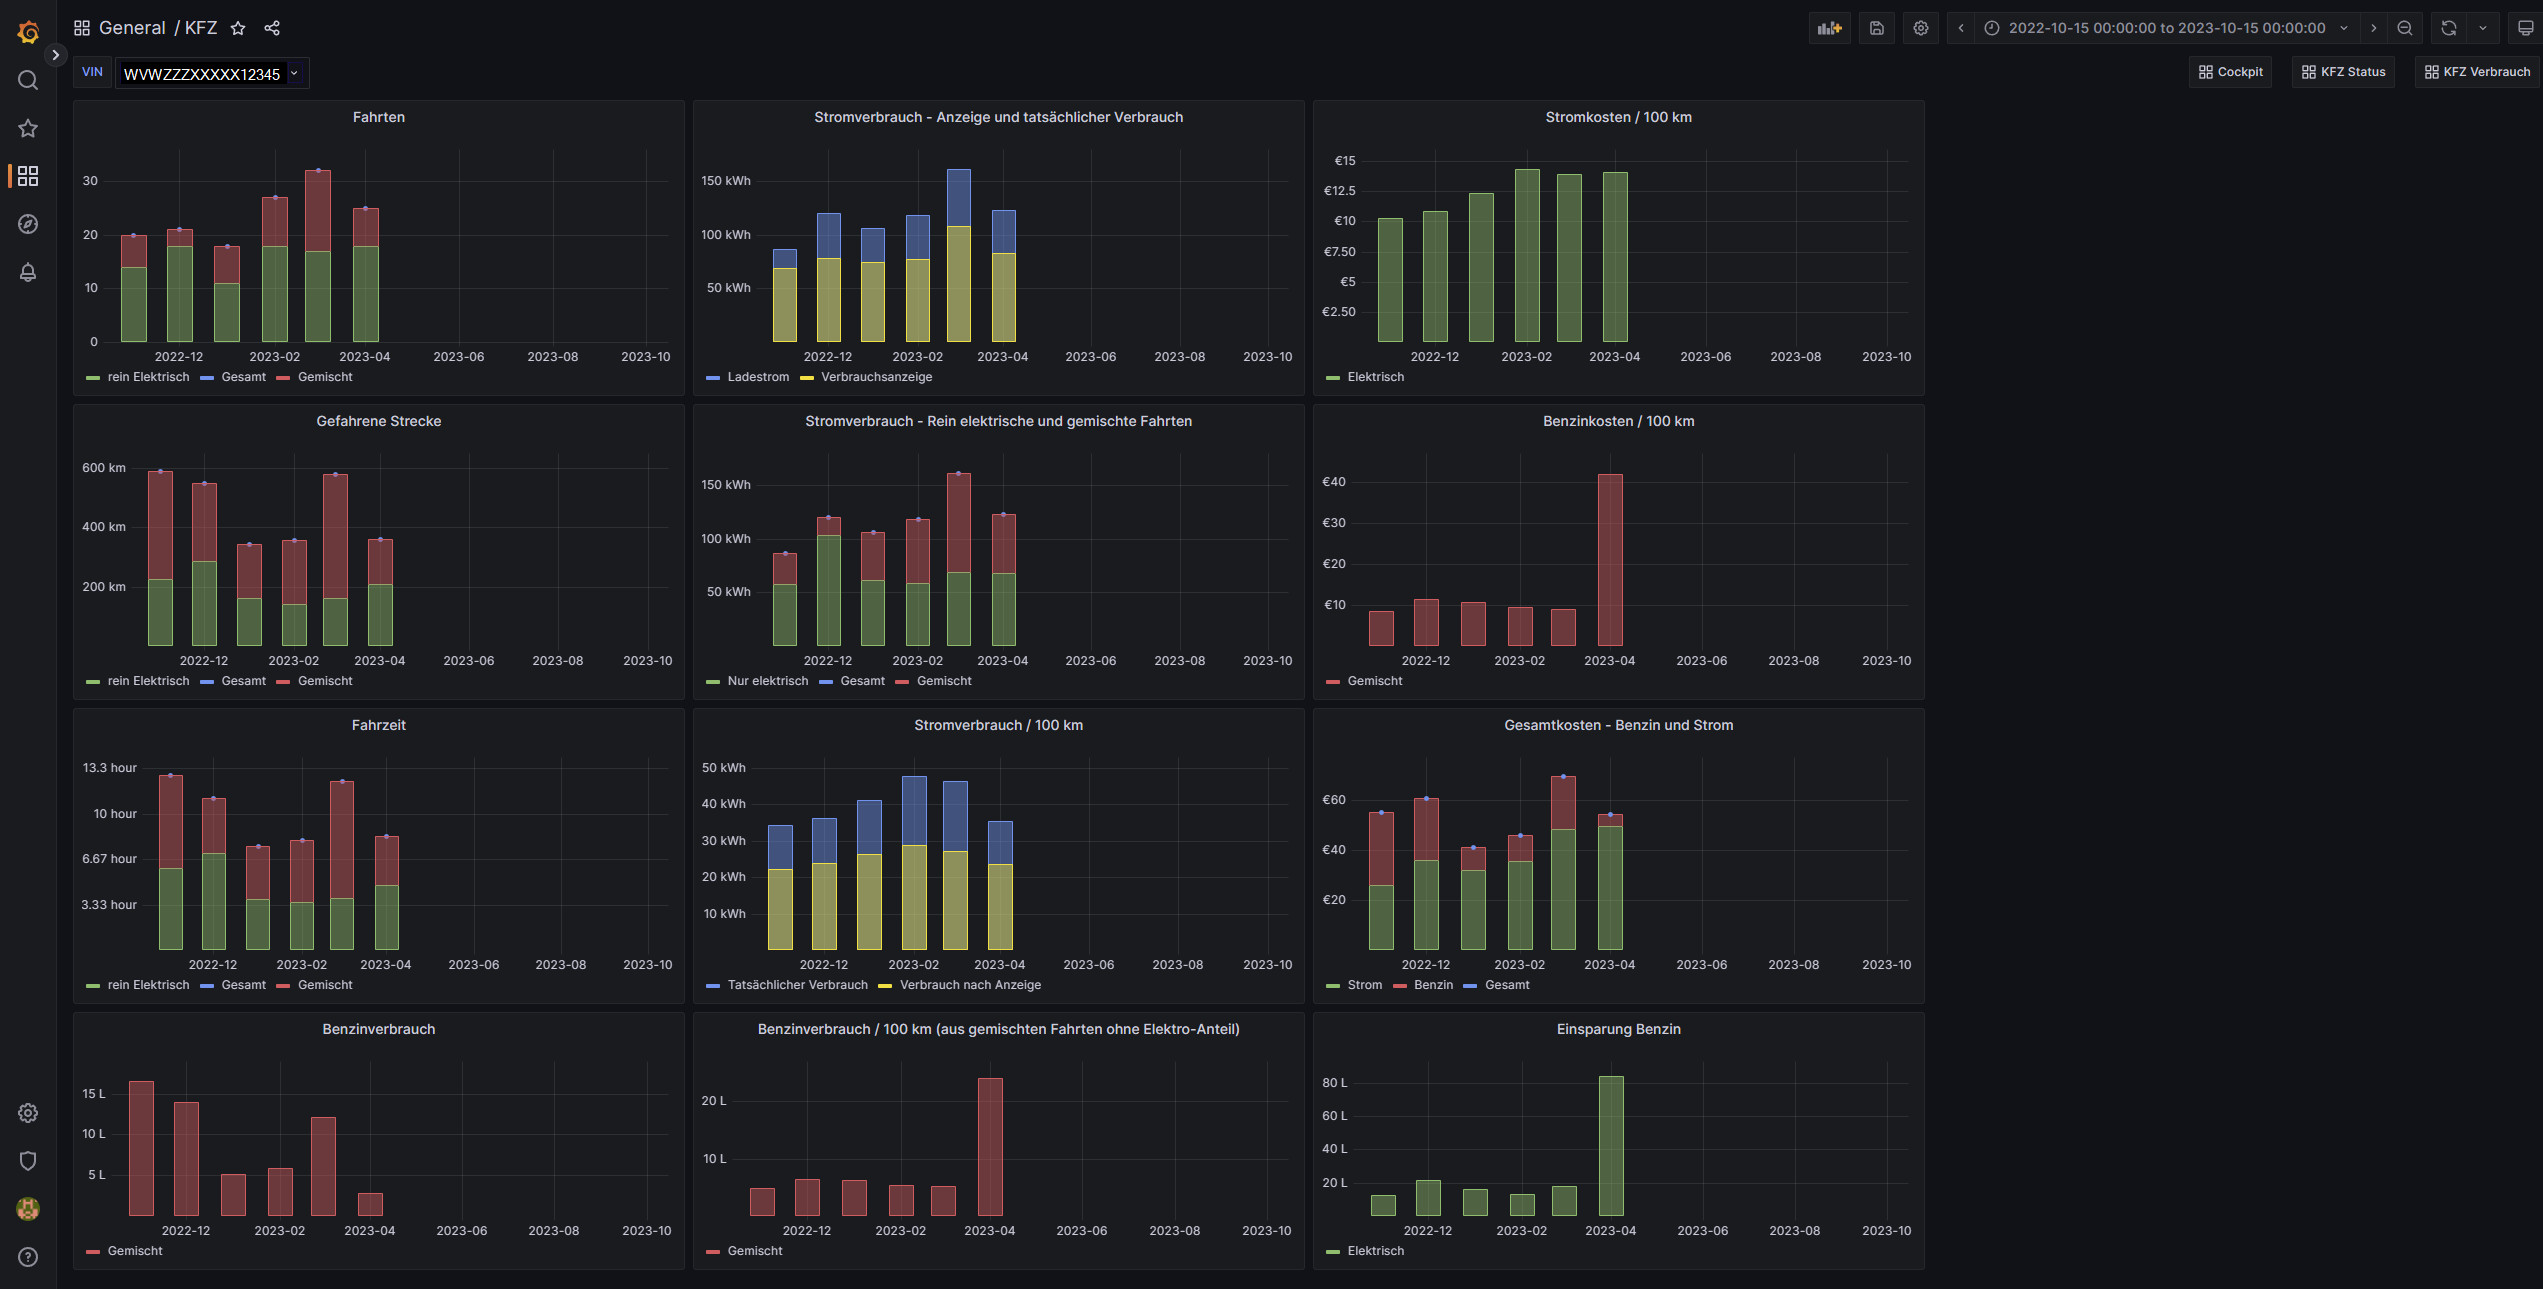 General / KFZ
2022-10-15 00:00:00 to 2023-10-15 00:00:00
VIN
WVWZZZXXXXX12345
Cockpit
KFZ Status
KFZ Verbrauch
Fahrten
30
20
10
0
2022-12 2023-02 2023-04 2023-06 2023-08 2023-10
rein Elektrisch Gesamt Gemischt
Stromverbrauch - Anzeige und tatsächlicher Verbrauch
150 kWh
100 kWh
50 kWh
2022-12 2023-02 2023-04 2023-06 2023-08 2023-10
Ladestrom Verbrauchsanzeige
Stromkosten / 100 km
€15
€12.5
€10
€7.50
€5
€2.50
2022-12 2023-02 2023-04 2023-06 2023-08 2023-10
Elektrisch
Gefahrene Strecke
600 km
400 km
200 km
2022-12 2023-02 2023-04 2023-06 2023-08 2023-10
rein Elektrisch Gesamt Gemischt
Stromverbrauch - Rein elektrische und gemischte Fahrten
150 kWh
100 kWh
50 kWh
2022-12 2023-02 2023-04 2023-06 2023-08 2023-10
Nur elektrisch Gesamt Gemischt
Benzinkosten / 100 km
€40
€30
€20
€10
2022-12 2023-02 2023-04 2023-06 2023-08 2023-10
Gemischt
Fahrzeit
13.3 hour
10 hour
6.67 hour
3.33 hour
2022-12 2023-02 2023-04 2023-06 2023-08 2023-10
rein Elektrisch Gesamt Gemischt
Stromverbrauch / 100 km
50 kWh
40 kWh
30 kWh
20 kWh
10 kWh
2022-12 2023-02 2023-04 2023-06 2023-08 2023-10
Tatsächlicher Verbrauch Verbrauch nach Anzeige
Gesamtkosten - Benzin und Strom
€60
€40
€20
2022-12 2023-02 2023-04 2023-06 2023-08 2023-10
Strom Benzin Gesamt
Benzinverbrauch
15 L
10 L
5 L
2022-12 2023-02 2023-04 2023-06 2023-08 2023-10
Gemischt
Benzinverbrauch / 100 km (aus gemischten Fahrten ohne Elektro-Anteil)
20 L
10 L
2022-12 2023-02 2023-04 2023-06 2023-08 2023-10
Gemischt
Einsparung Benzin
80 L
60 L
40 L
20 L
2022-12 2023-02 2023-04 2023-06 2023-08 2023-10
Elektrisch